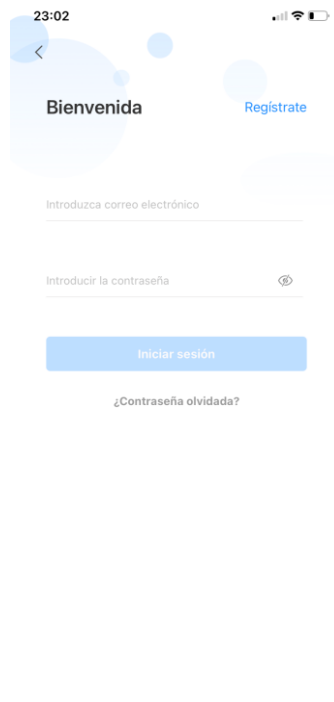 23:02
Bienvenida
Regístrate
Introduzca correo electrónico
Introducir la contraseña
Iniciar sesión
¿Contraseña olvidada?